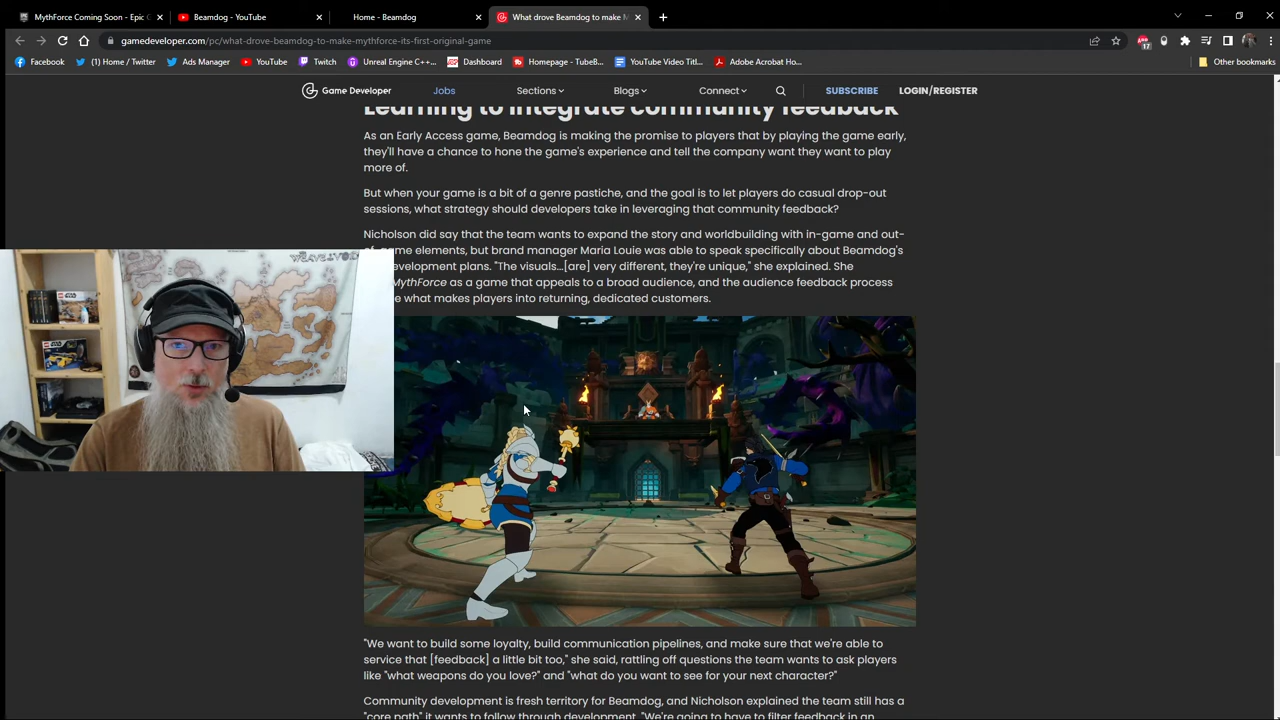 MythForce Coming Soon - Epic G
Beamdog - YouTube
Home - Beamdog
What drove Beamdog to make M
gamedeveloper.com/pc/what-drove-beamdog-to-make-mythforce-its-first-original-game
17
Facebook
(1) Home / Twitter
Ads Manager
YouTube
Twitch
Unreal Engine C++...
Dashboard
Homepage - TubeB...
YouTube Video Titl...
Adobe Acrobat Ho...
Other bookmarks
Game Developer
Jobs
Sections
Blogs
Connect
SUBSCRIBE
LOGIN/REGISTER
Learning to integrate community feedback
As an Early Access game, Beamdog is making the promise to players that by playing the game early,
they'll have a chance to hone the game's experience and tell the company want they want to play
more of.
But when your game is a bit of a genre pastiche, and the goal is to let players do casual drop-out
sessions, what strategy should developers take in leveraging that community feedback?
Nicholson did say that the team wants to expand the story and worldbuilding with in-game and out-
game elements, but brand manager Maria Louie was able to speak specifically about Beamdog's
development plans. "The visuals...[are] very different, they're unique," she explained. She
MythForce as a game that appeals to a broad audience, and the audience feedback process
what makes players into returning, dedicated customers.
"We want to build some loyalty, build communication pipelines, and make sure that we're able to
service that [feedback] a little bit too," she said, rattling off questions the team wants to ask players
like "what weapons do you love?" and "what do you want to see for your next character?"
Community development is fresh territory for Beamdog, and Nicholson explained the team still has a
"core path" it wants to follow through development. "We're going to have to filter feedback in an